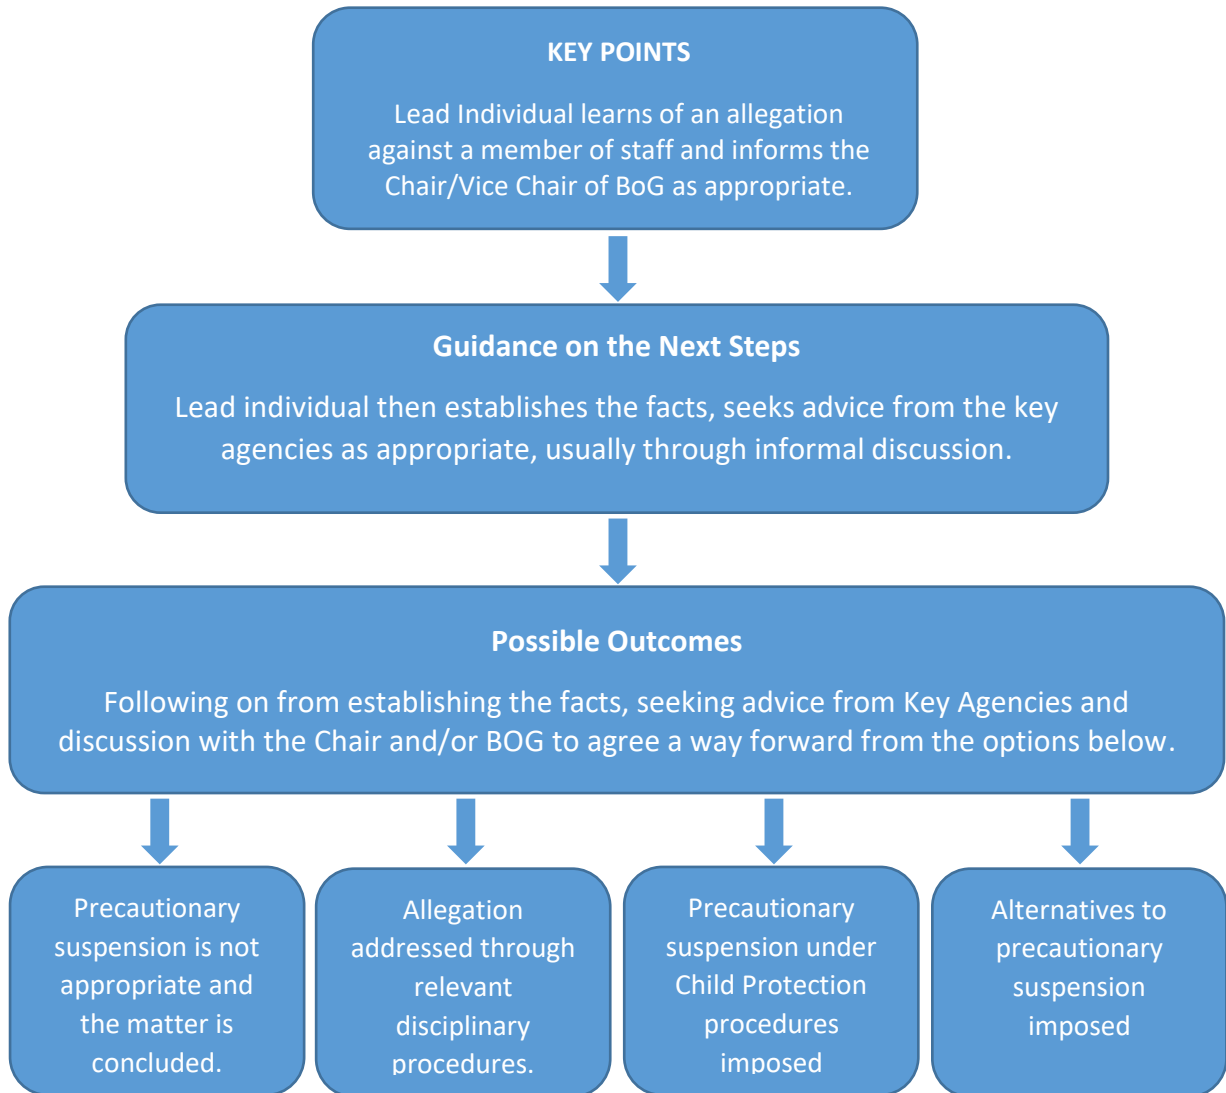 KEY POINTS
Lead Individual learns of an allegation
against a member of staff and informs the
Chair/Vice Chair of BoG as appropriate.
Guidance on the Next Steps
Lead individual then establishes the facts, seeks advice from the key
agencies as appropriate, usually through informal discussion.
Possible Outcomes
Following on from establishing the facts, seeking advice from Key Agencies and
discussion with the Chair and/or BOG to agree a way forward from the options below.
Precautionary
suspension is not
appropriate and
the matter is
concluded.
Allegation
addressed through
relevant
disciplinary
procedures.
Precautionary
suspension under
Child Protection
procedures
imposed
Alternatives to
precautionary
suspension
imposed